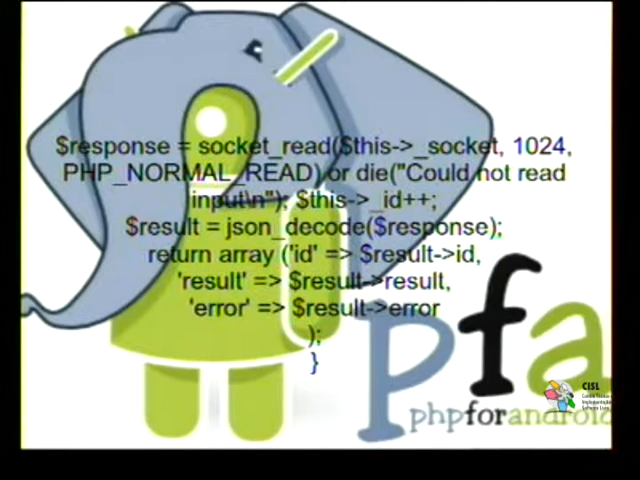 $response = socket_read($this->_socket, 1024,
PHP_NORMAL_READ) or die("Could not read
input\n"); $this->_id++;
$result = json_decode($response);
return array ('id' => $result->id,
'result' => $result->result,
'error' => $result->error
);
}
pfa
phpforandroid
CISL